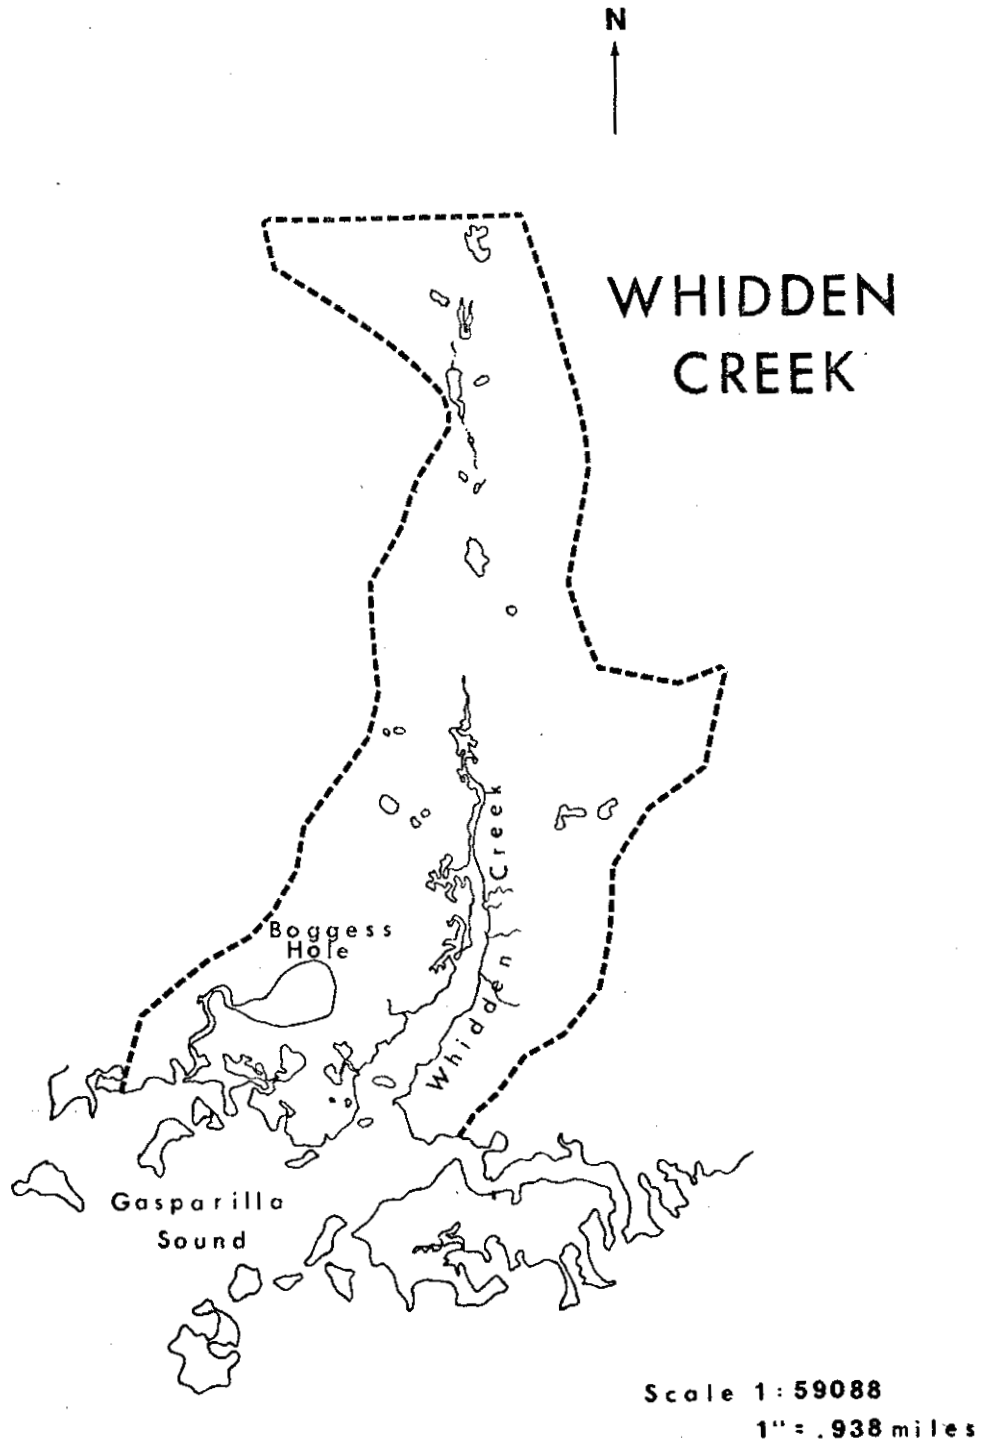 N
WHIDDEN
CREEK
Whidden Creek
Boggess
Hole
Gasparilla
Sound
Scale 1:59088
1" = .938 miles